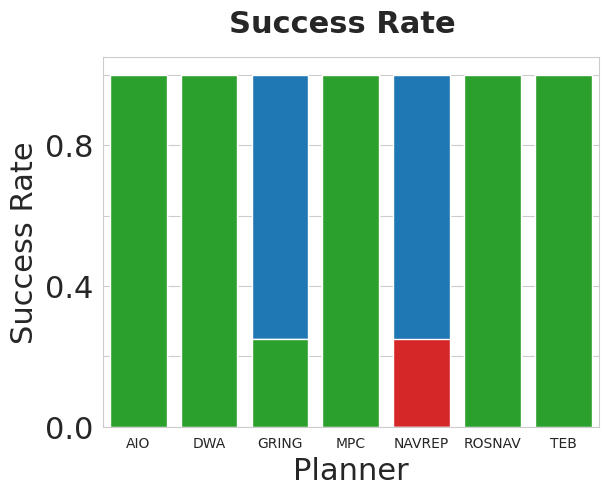 Success Rate
Success Rate
0.8
0.4
0.0
AIO DWA GRING MPC NAVREP ROSNAV TEB
Planner